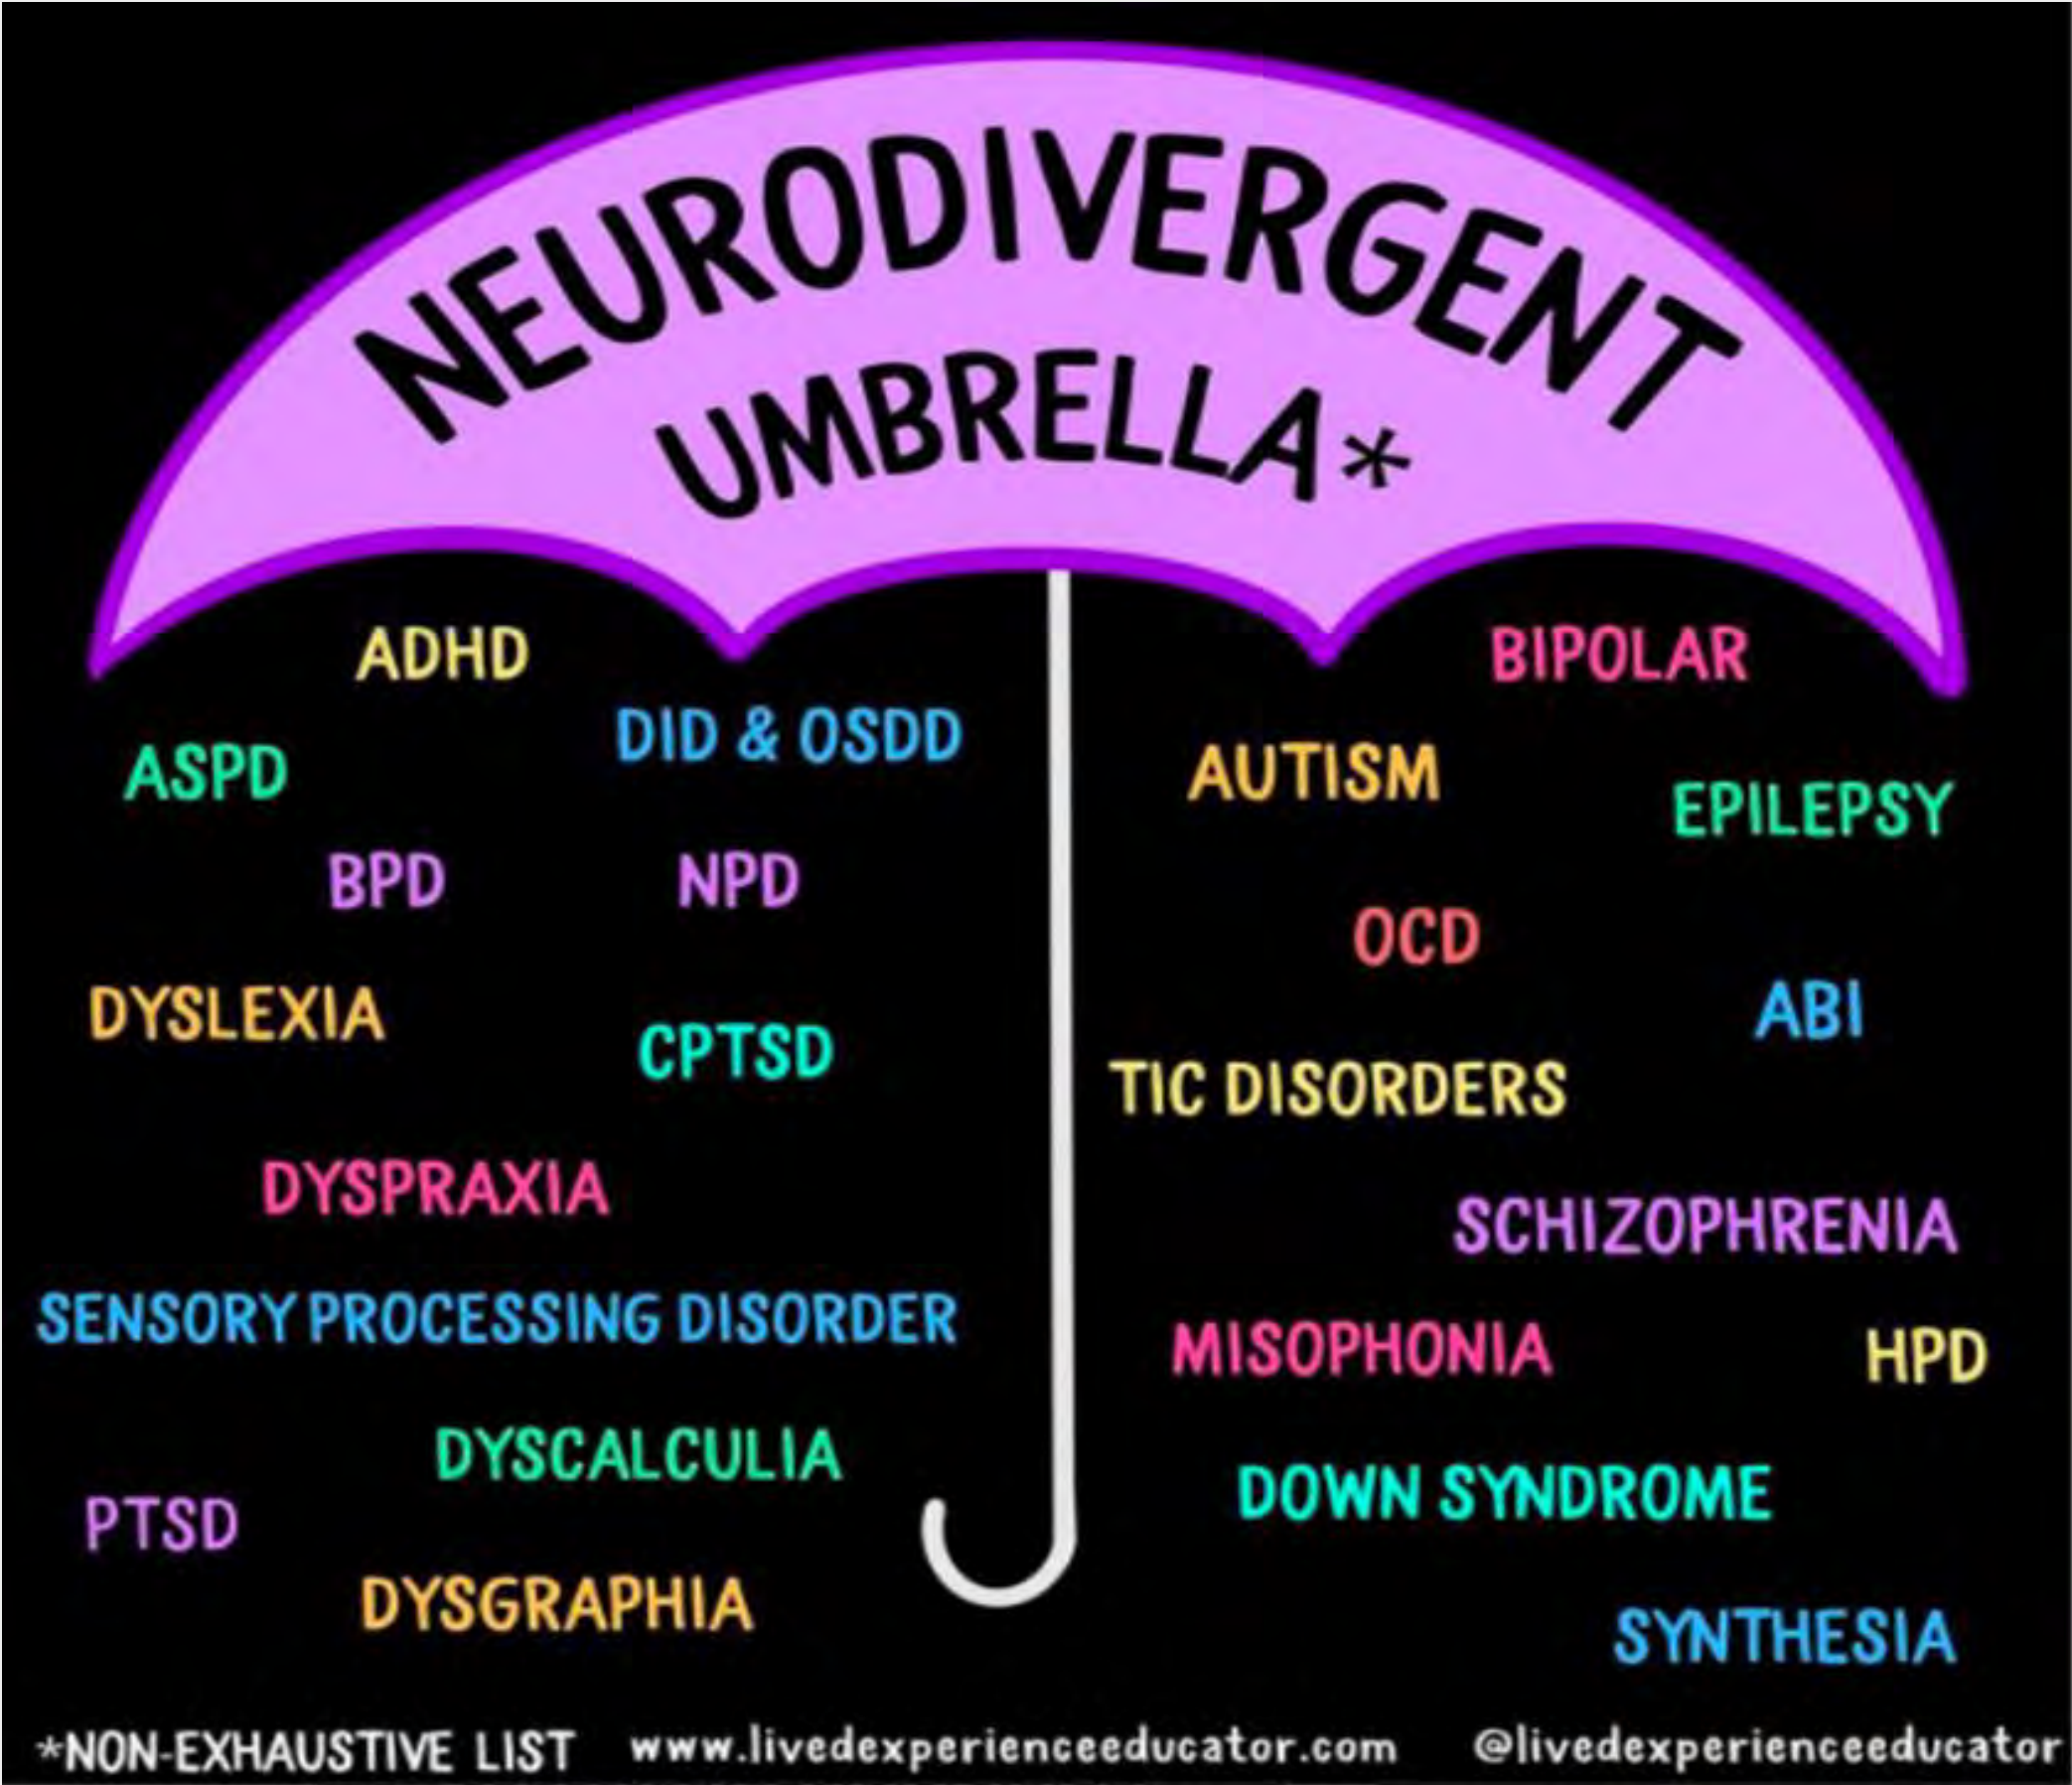 NEURODIVERGENT
UMBRELLA*
ADHD
DID & OSDD
ASPD
BPD
NPD
DYSLEXIA
CPTSD
DYSPRAXIA
SENSORY PROCESSING DISORDER
DYSCALCULIA
PTSD
DYSGRAPHIA
BIPOLAR
AUTISM
EPILEPSY
OCD
ABI
TIC DISORDERS
SCHIZOPHRENIA
MISOPHONIA
HPD
DOWN SYNDROME
SYNTHESIA
*NON-EXHAUSTIVE LIST www.livedexperienceeducator.com @livedexperienceeducator